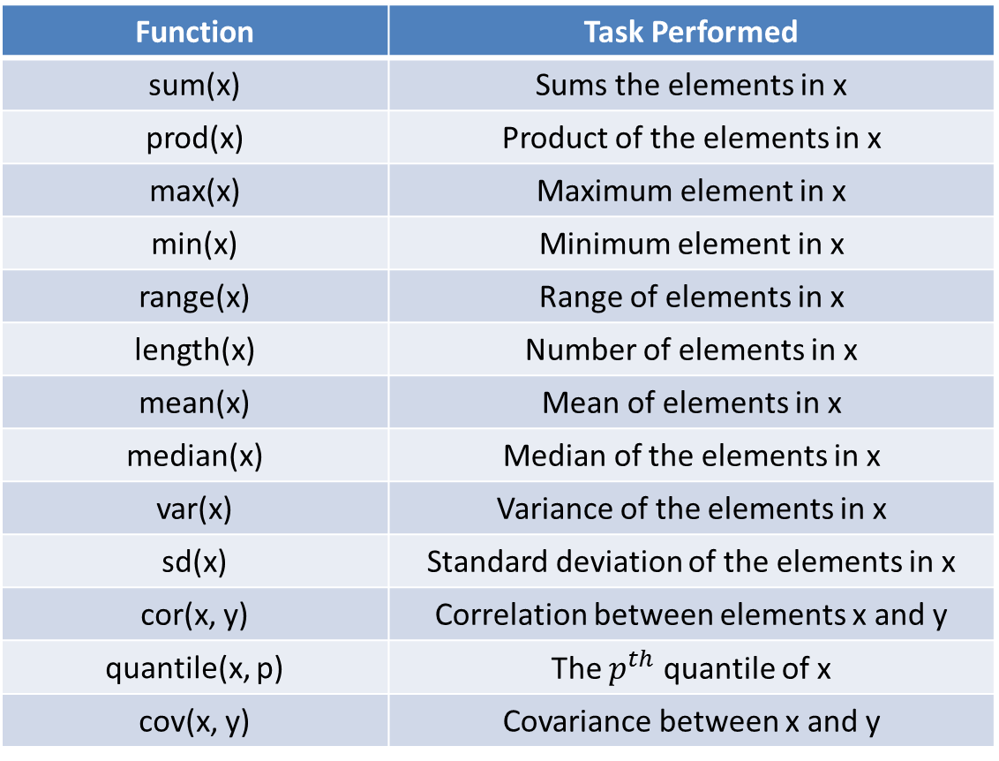 Function Task Performed
sum(x) Sums the elements in x
prod(x) Product of the elements in x
max(x) Maximum element in x
min(x) Minimum element in x
range(x) Range of elements in x
length(x) Number of elements in x
mean(x) Mean of elements in x
median(x) Median of the elements in x
var(x) Variance of the elements in x
sd(x) Standard deviation of the elements in x
cor(x, y) Correlation between elements x and y
quantile(x, p) The $p^{th}$ quantile of x
cov(x, y) Covariance between x and y